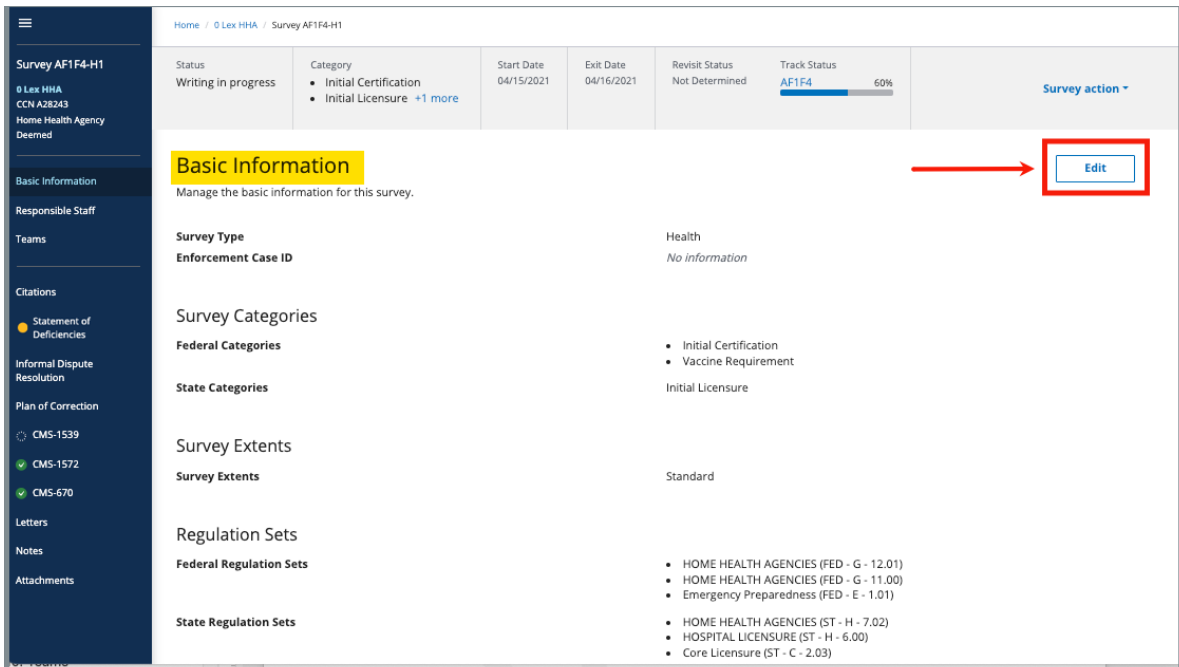 Home / 0 Lex HHA / Survey AF1F4-H1
Survey AF1F4-H1
0 Lex HHA
CCN A28243
Home Health Agency
Deemed
Basic Information
Responsible Staff
Teams
Citations
Statement of
Deficiencies
Informal Dispute
Resolution
Plan of Correction
CMS-1539
CMS-1572
CMS-670
Letters
Notes
Attachments
Status
Writing in progress
Category
• Initial Certification
• Initial Licensure +1 more
Start Date
04/15/2021
Exit Date
04/16/2021
Revisit Status
Not Determined
Track Status
AF1F4 60%
Survey action
Basic Information
Edit
Manage the basic information for this survey.
Survey Type Health
Enforcement Case ID No information
Survey Categories
Federal Categories • Initial Certification
• Vaccine Requirement
State Categories Initial Licensure
Survey Extents
Survey Extents Standard
Regulation Sets
Federal Regulation Sets • HOME HEALTH AGENCIES (FED - G - 12.01)
• HOME HEALTH AGENCIES (FED - G - 11.00)
• Emergency Preparedness (FED - E - 1.01)
State Regulation Sets • HOME HEALTH AGENCIES (ST - H - 7.02)
• HOSPITAL LICENSURE (ST - H - 6.00)
• Core Licensure (ST - C - 2.03)